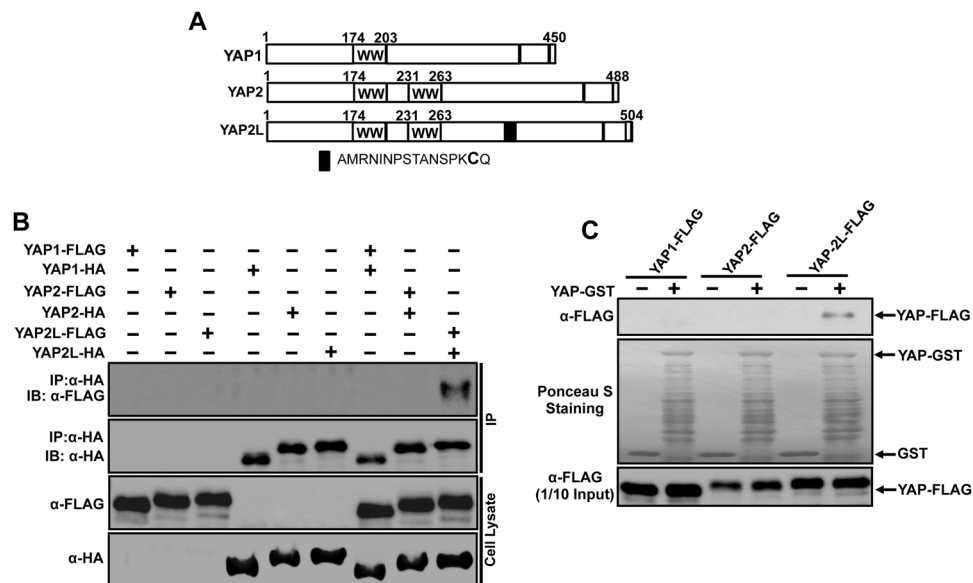 A
1 174 203 450
YAP1 WW
1 174 231 263 488
YAP2 WW WW
1 174 231 263 504
YAP2L WW WW
AMRNINPSTANSPKCQ
B
YAP1-FLAG + − − − − − + − −
YAP1-HA − − − + − − + − −
YAP2-FLAG − + − − − − − + −
YAP2-HA − − − − + − − + −
YAP2L-FLAG − − + − − − − − +
YAP2L-HA − − − − − + − − +
IP:α-HA
IB: α-FLAG
IP:α-HA
IB: α-HA
IP
α-FLAG
α-HA
Cell Lysate
C
YAP1-FLAG YAP2-FLAG YAP-2L-FLAG
YAP-GST − + − + − +
α-FLAG YAP-FLAG
YAP-GST
Ponceau S
Staining
GST
α-FLAG
(1/10 Input) YAP-FLAG